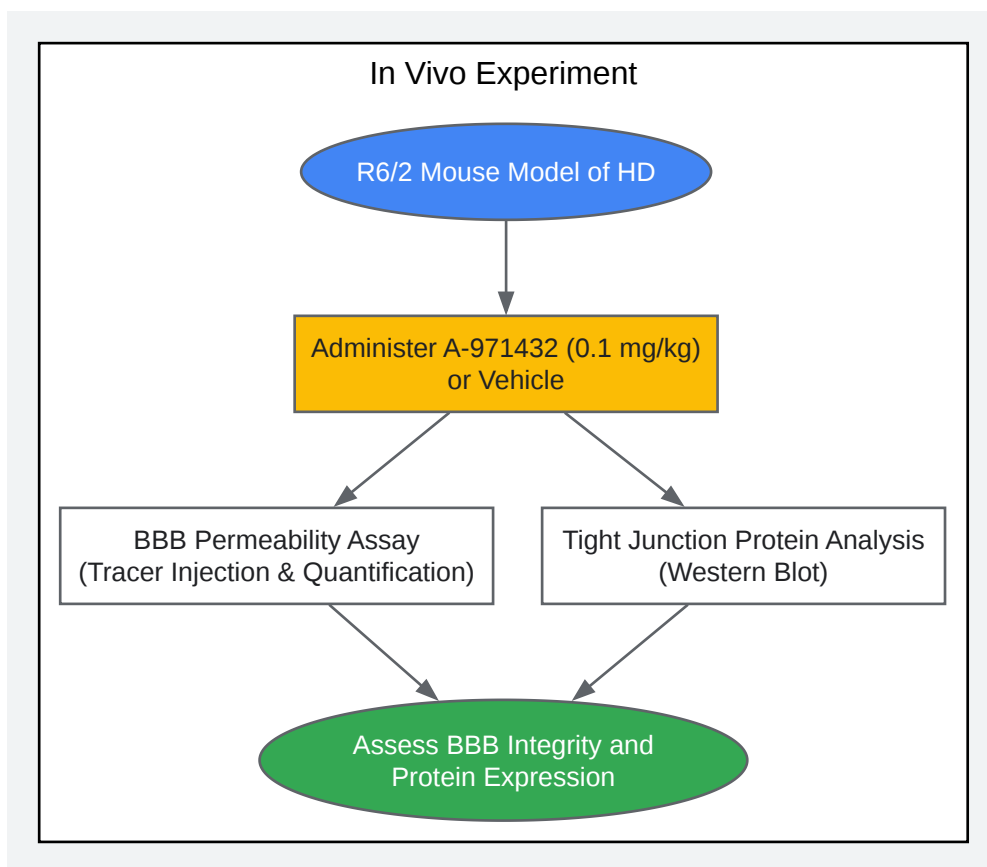 In Vivo Experiment
R6/2 Mouse Model of HD
Administer A-971432 (0.1 mg/kg)
or Vehicle
BBB Permeability Assay
(Tracer Injection & Quantification)
Tight Junction Protein Analysis
(Western Blot)
Assess BBB Integrity and
Protein Expression